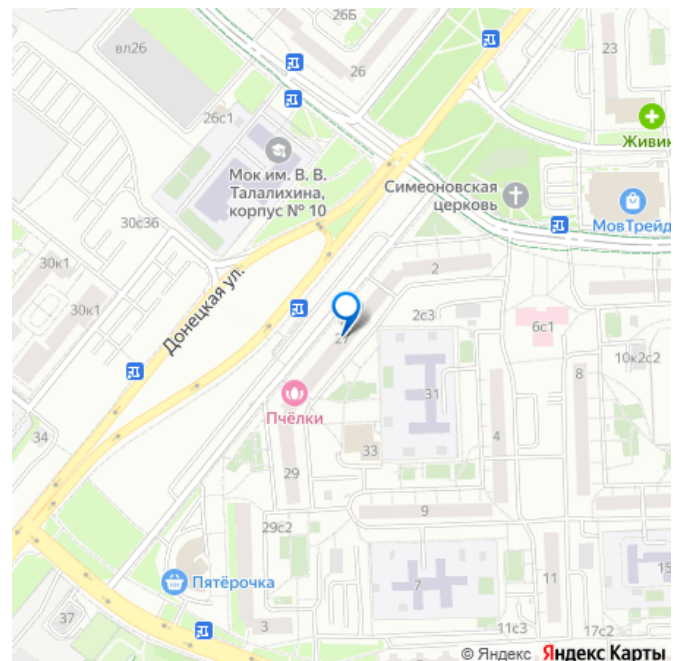 26Б
вл26
26
23
26с1
Живик
Мок им. В. В.
Талалихина,
корпус № 10
Симеоновская
церковь
МовТрейд
30с36
30к1
30к1
Донецкая ул.
2
2с3
6с1
27
10к2с2
31
8
Пчёлки
4
34
33
29
9
29с2
Пятёрочка
7
11
15
37
3
11с3
17с2
© Яндекс Яндекс Карты